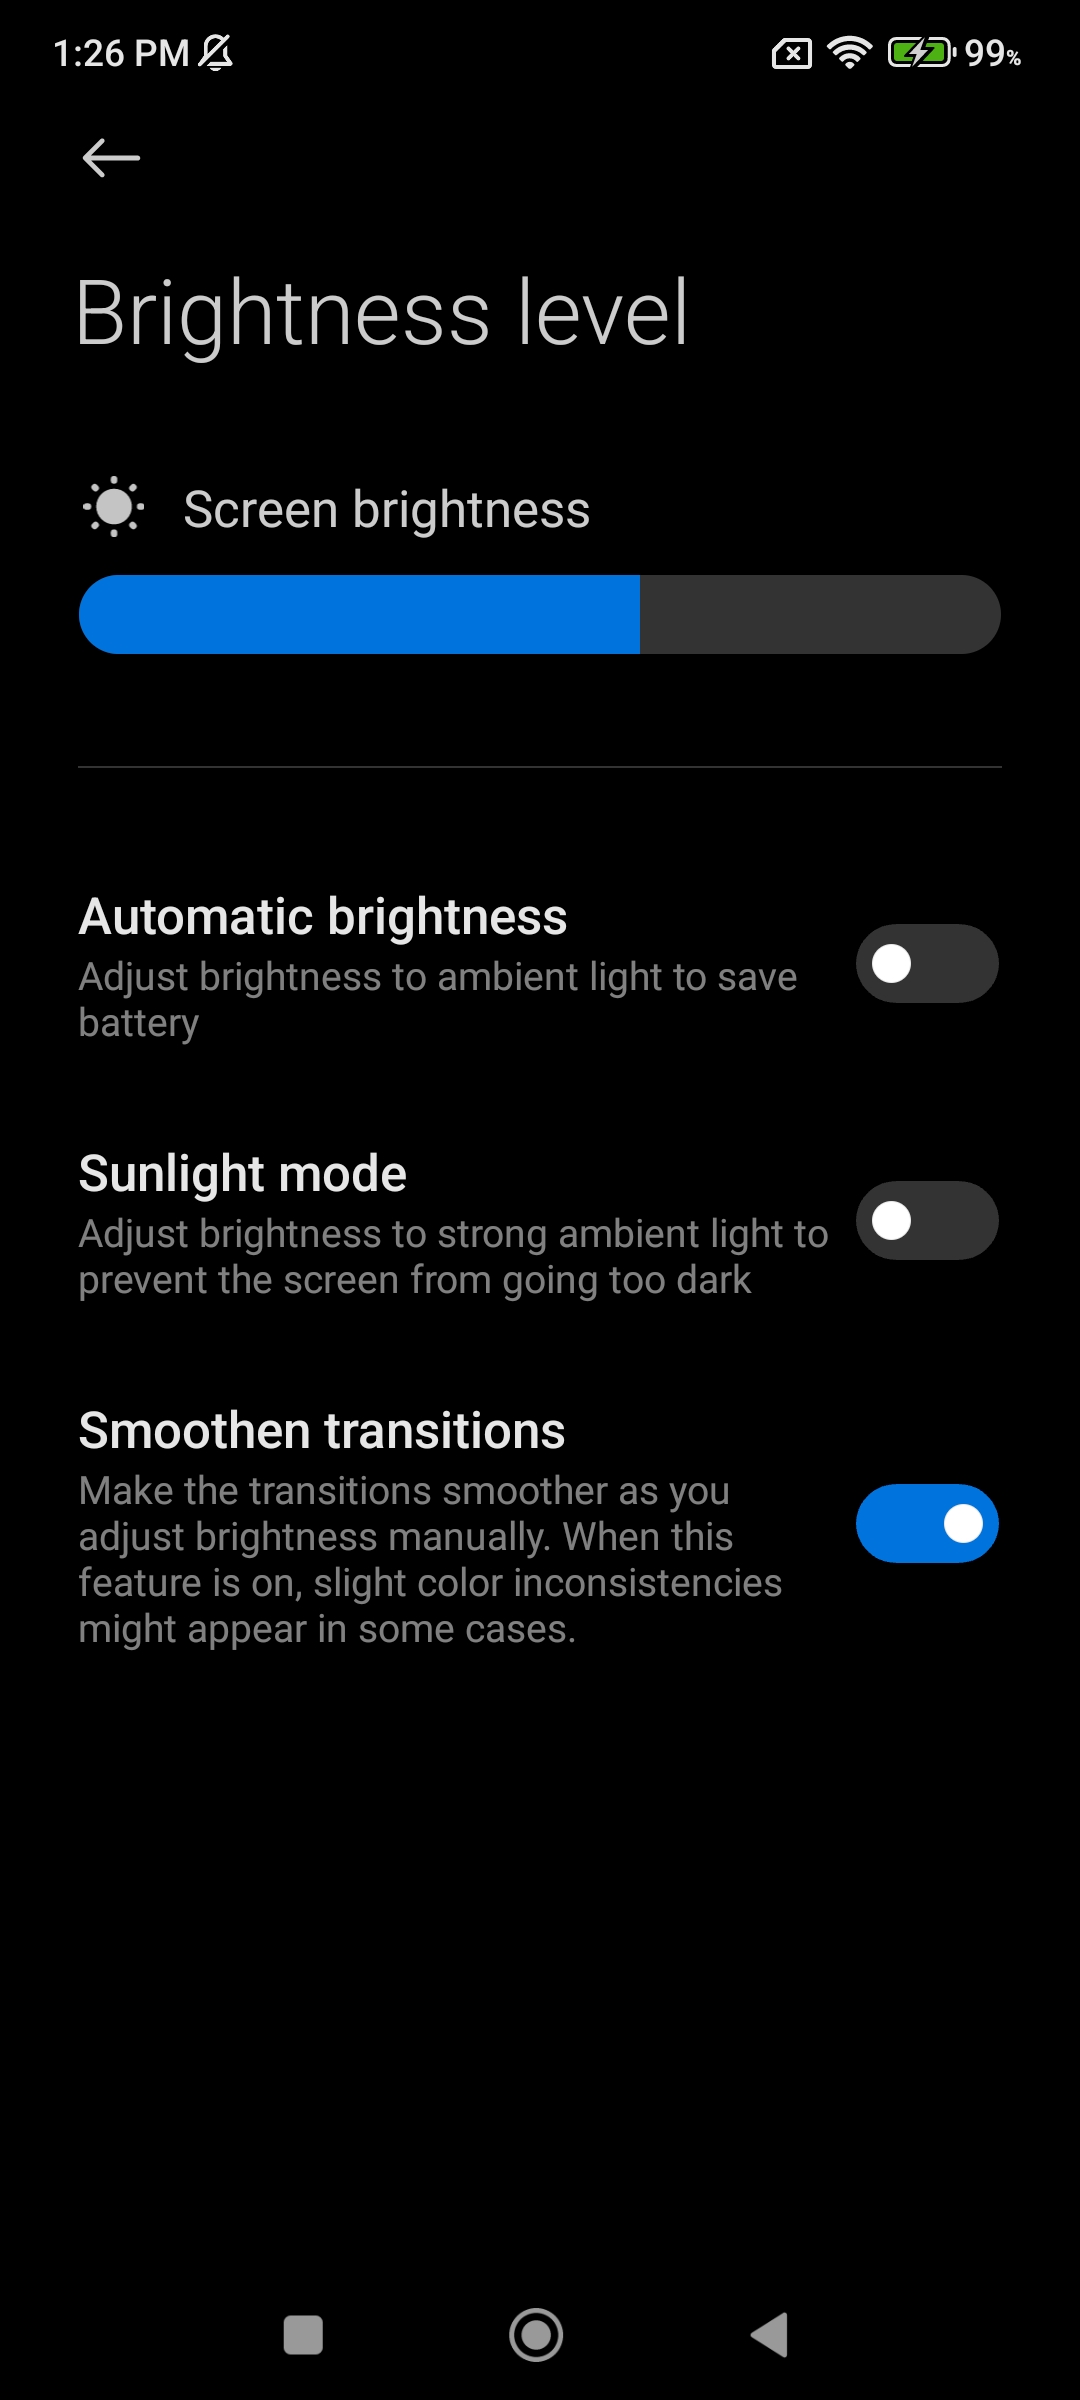 1:26 PM 99%
Brightness level
Screen brightness
Automatic brightness
Adjust brightness to ambient light to save
battery
Sunlight mode
Adjust brightness to strong ambient light to
prevent the screen from going too dark
Smoothen transitions
Make the transitions smoother as you
adjust brightness manually. When this
feature is on, slight color inconsistencies
might appear in some cases.